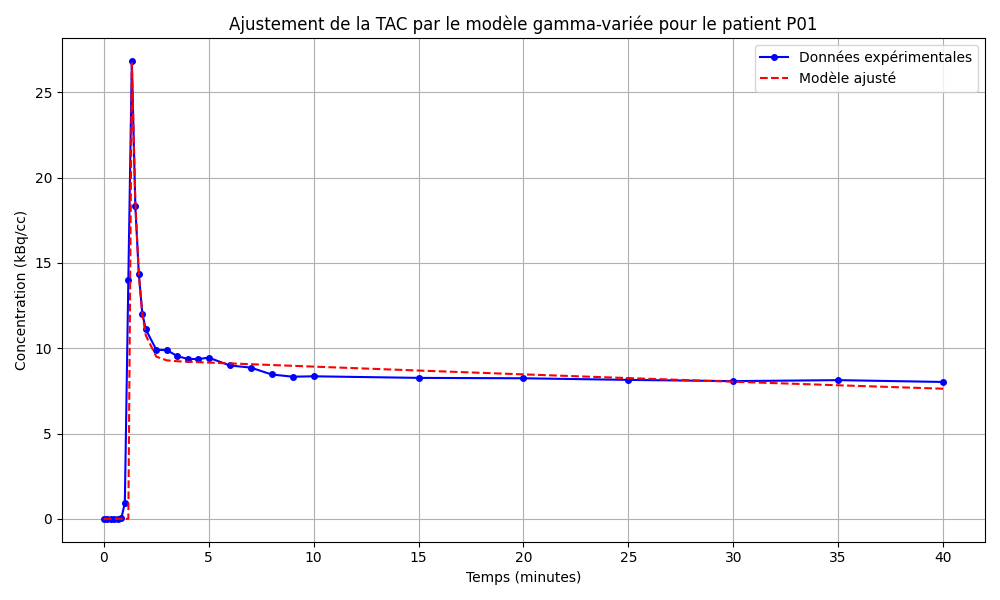 Ajustement de la TAC par le modèle gamma-variée pour le patient P01
Données expérimentales
Modèle ajusté
Concentration (kBq/cc)
25
20
15
10
5
0
0 5 10 15 20 25 30 35 40
Temps (minutes)